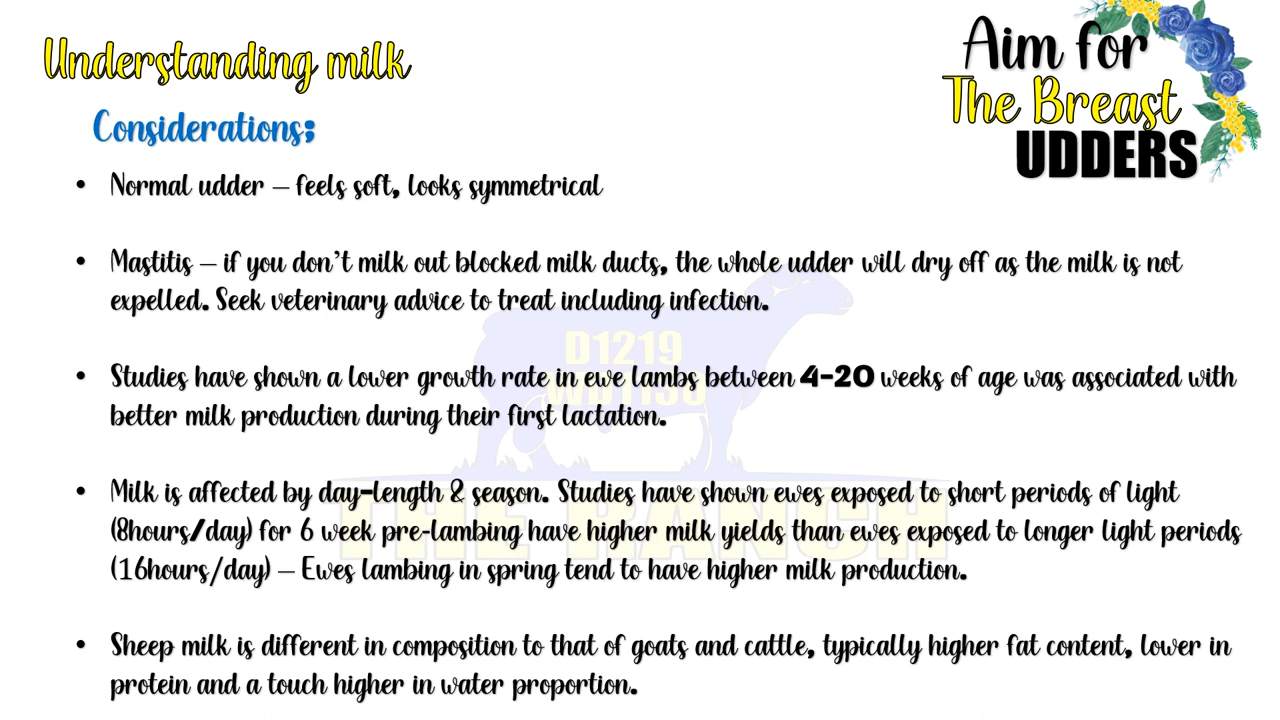 Understanding milk
Aim for
The Breast
UDDERS
Considerations;
• Normal udder – feels soft, looks symmetrical
• Mastitis – if you don't milk out blocked milk ducts, the whole udder will dry off as the milk is not
expelled. Seek veterinary advice to treat including infection.
• Studies have shown a lower growth rate in ewe lambs between 4-20 weeks of age was associated with
better milk production during their first lactation.
• Milk is affected by day-length & season. Studies have shown ewes exposed to short periods of light
(8hours/day) for 6 week pre-lambing have higher milk yields than ewes exposed to longer light periods
(16hours/day) – Ewes lambing in spring tend to have higher milk production.
• Sheep milk is different in composition to that of goats and cattle, typically higher fat content, lower in
protein and a touch higher in water proportion.
D1219
THE RANCH